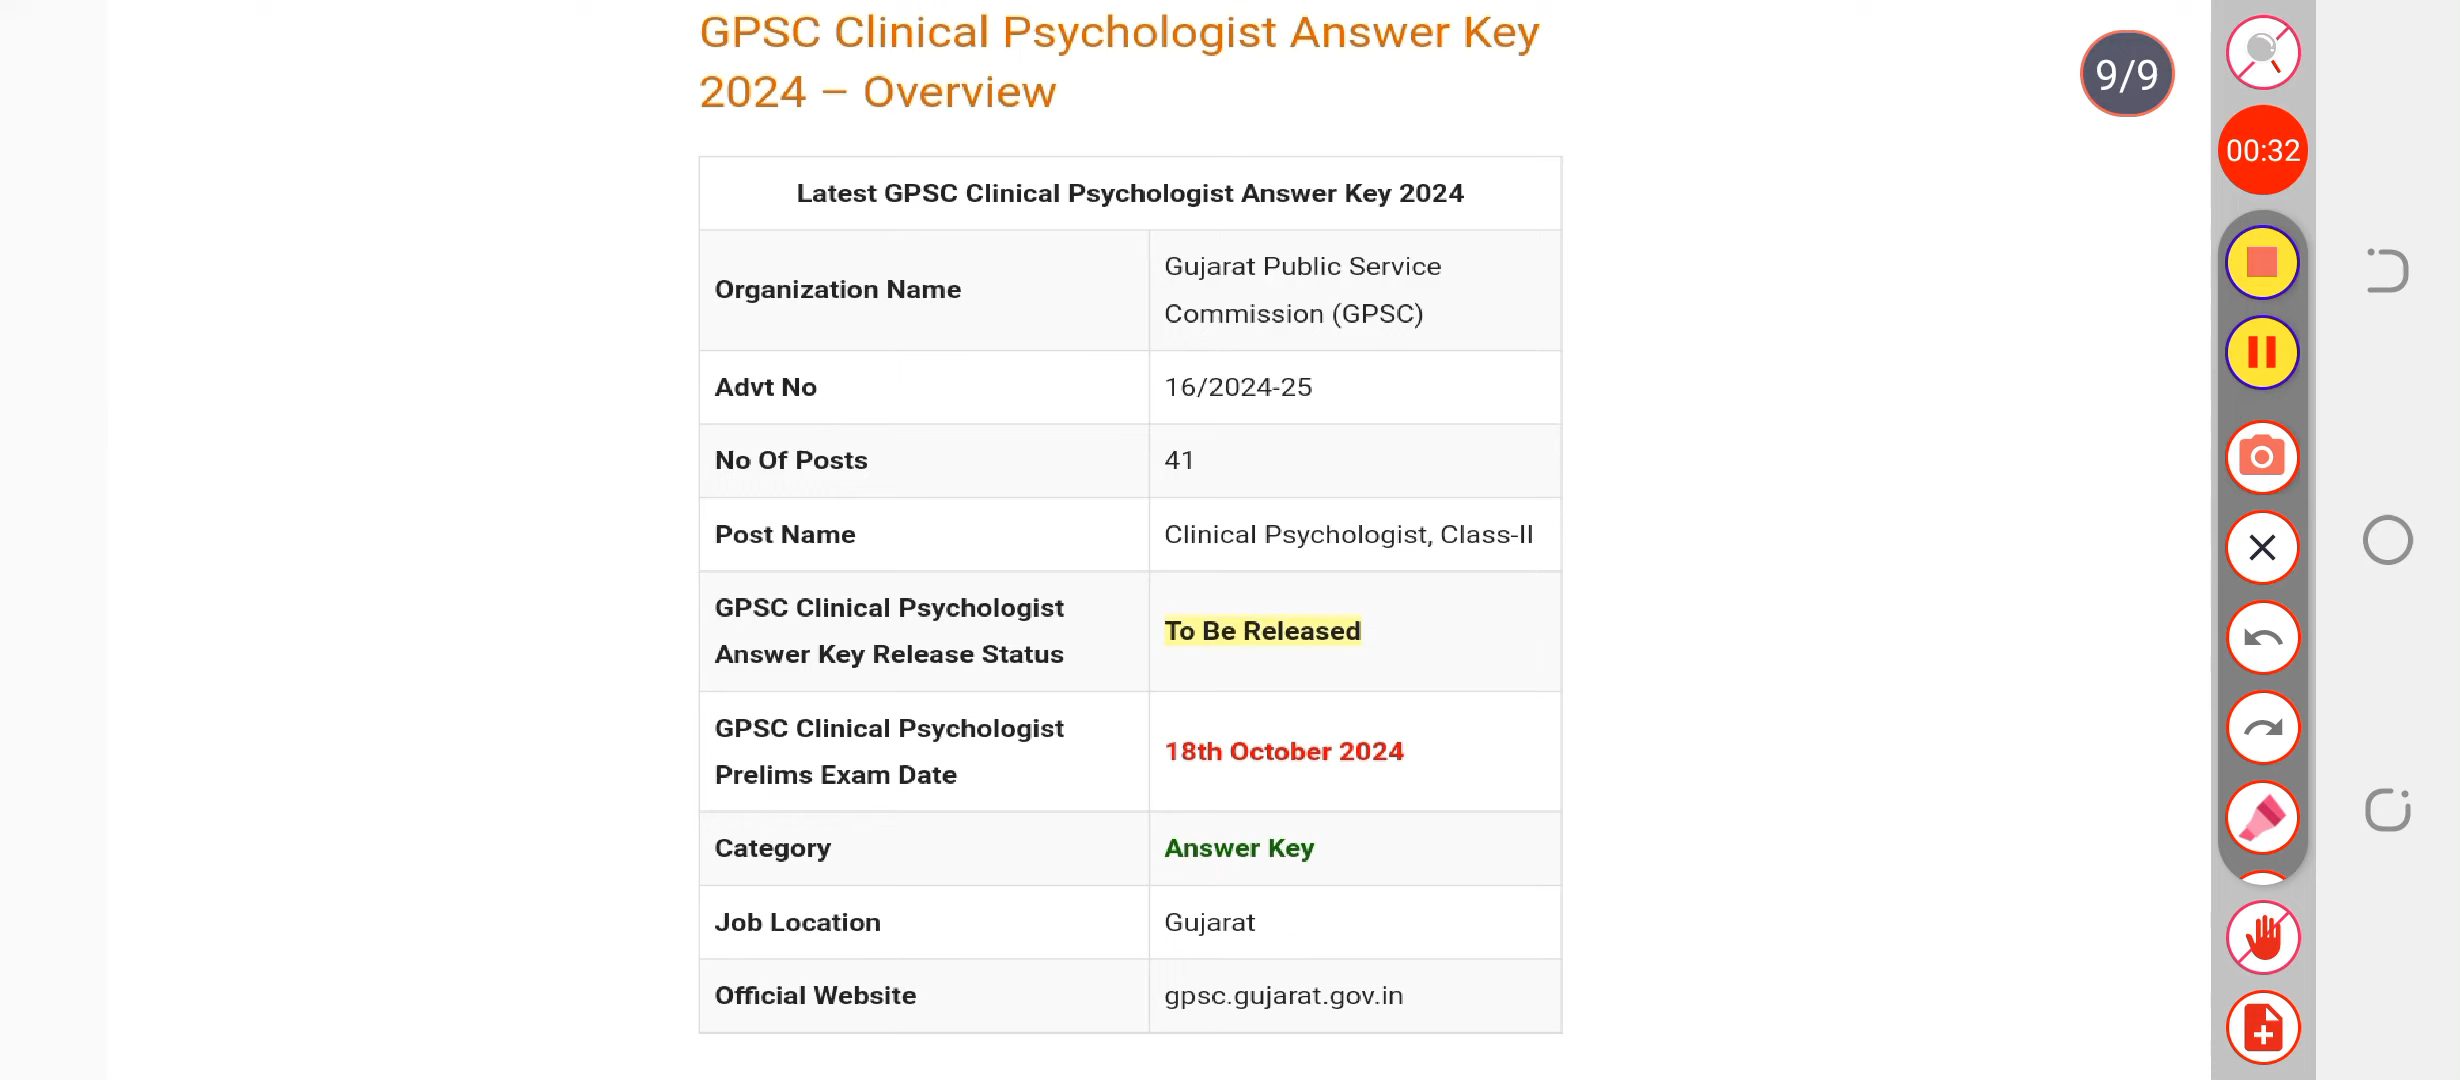 GPSC Clinical Psychologist Answer Key
2024 – Overview
9/9
00:32
Latest GPSC Clinical Psychologist Answer Key 2024
Organization Name
Gujarat Public Service
Commission (GPSC)
Advt No
16/2024-25
No Of Posts
41
Post Name
Clinical Psychologist, Class-II
GPSC Clinical Psychologist
Answer Key Release Status
To Be Released
GPSC Clinical Psychologist
Prelims Exam Date
18th October 2024
Category
Answer Key
Job Location
Gujarat
Official Website
gpsc.gujarat.gov.in